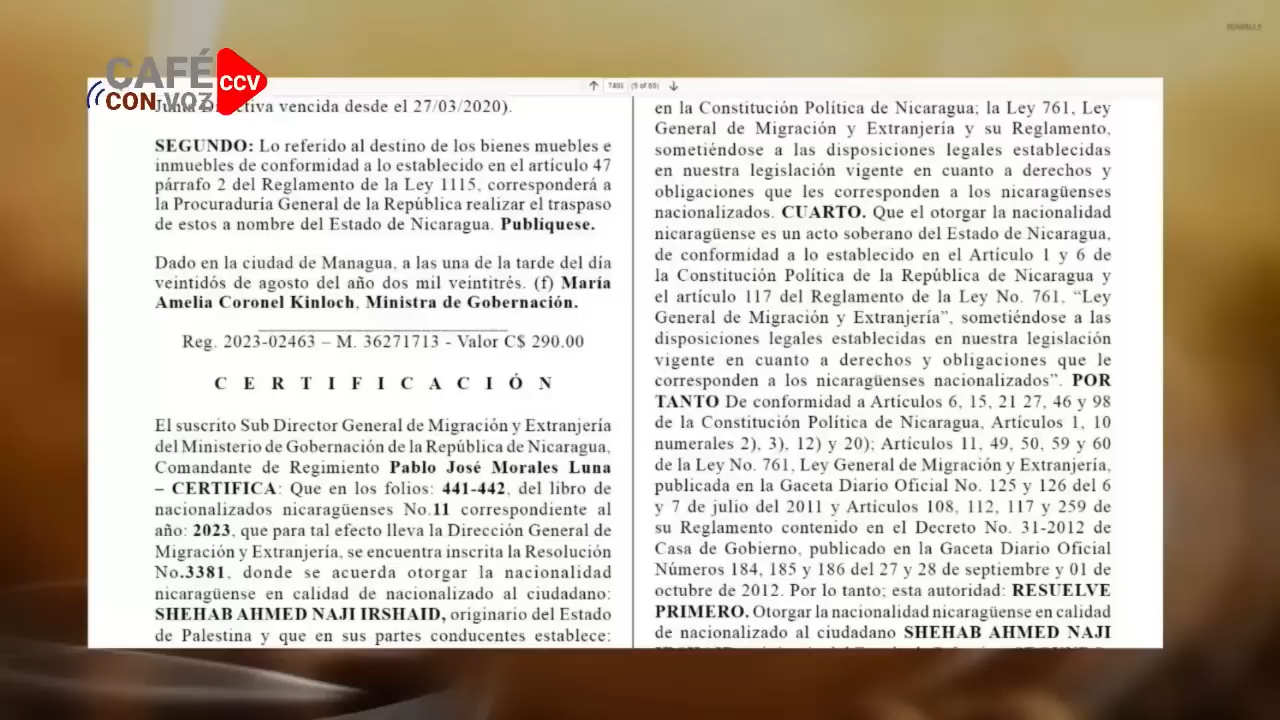 CAFÉ
CON VOZ
CCV
7465 (5 of 60)
Directiva vencida desde el 27/03/2020).
SEGUNDO: Lo referido al destino de los bienes muebles e
inmuebles de conformidad a lo establecido en el artículo 47
párrafo 2 del Reglamento de la Ley 1115, corresponderá a
la Procuraduría General de la República realizar el traspaso
de estos a nombre del Estado de Nicaragua. Publíquese.
Dado en la ciudad de Managua, a las una de la tarde del día
veintidós de agosto del año dos mil veintitrés. (f) María
Amelia Coronel Kinloch, Ministra de Gobernación.
Reg. 2023-02463 – M. 36271713 - Valor C$ 290.00
C E R T I F I C A C I Ó N
El suscrito Sub Director General de Migración y Extranjería
del Ministerio de Gobernación de la República de Nicaragua,
Comandante de Regimiento Pablo José Morales Luna
– CERTIFICA: Que en los folios: 441-442, del libro de
nacionalizados nicaragüenses No.11 correspondiente al
año: 2023, que para tal efecto lleva la Dirección General de
Migración y Extranjería, se encuentra inscrita la Resolución
No.3381, donde se acuerda otorgar la nacionalidad
nicaragüense en calidad de nacionalizado al ciudadano:
SHEHAB AHMED NAJI IRSHAID, originario del Estado
de Palestina y que en sus partes conducentes establece:
en la Constitución Política de Nicaragua; la Ley 761, Ley
General de Migración y Extranjería y su Reglamento,
sometiéndose a las disposiciones legales establecidas
en nuestra legislación vigente en cuanto a derechos y
obligaciones que les corresponden a los nicaragüenses
nacionalizados. CUARTO. Que el otorgar la nacionalidad
nicaragüense es un acto soberano del Estado de Nicaragua,
de conformidad a lo establecido en el Artículo 1 y 6 de
la Constitución Política de la República de Nicaragua y
el artículo 117 del Reglamento de la Ley No. 761, “Ley
General de Migración y Extranjería”, sometiéndose a las
disposiciones legales establecidas en nuestra legislación
vigente en cuanto a derechos y obligaciones que le
corresponden a los nicaragüenses nacionalizados”. POR
TANTO De conformidad a Artículos 6, 15, 21 27, 46 y 98
de la Constitución Política de Nicaragua, Artículos 1, 10
numerales 2), 3), 12) y 20); Artículos 11, 49, 50, 59 y 60
de la Ley No. 761, Ley General de Migración y Extranjería,
publicada en la Gaceta Diario Oficial No. 125 y 126 del 6
y 7 de julio del 2011 y Artículos 108, 112, 117 y 259 de
su Reglamento contenido en el Decreto No. 31-2012 de
Casa de Gobierno, publicado en la Gaceta Diario Oficial
Números 184, 185 y 186 del 27 y 28 de septiembre y 01 de
octubre de 2012. Por lo tanto; esta autoridad: RESUELVE
PRIMERO. Otorgar la nacionalidad nicaragüense en calidad
de nacionalizado al ciudadano SHEHAB AHMED NAJI